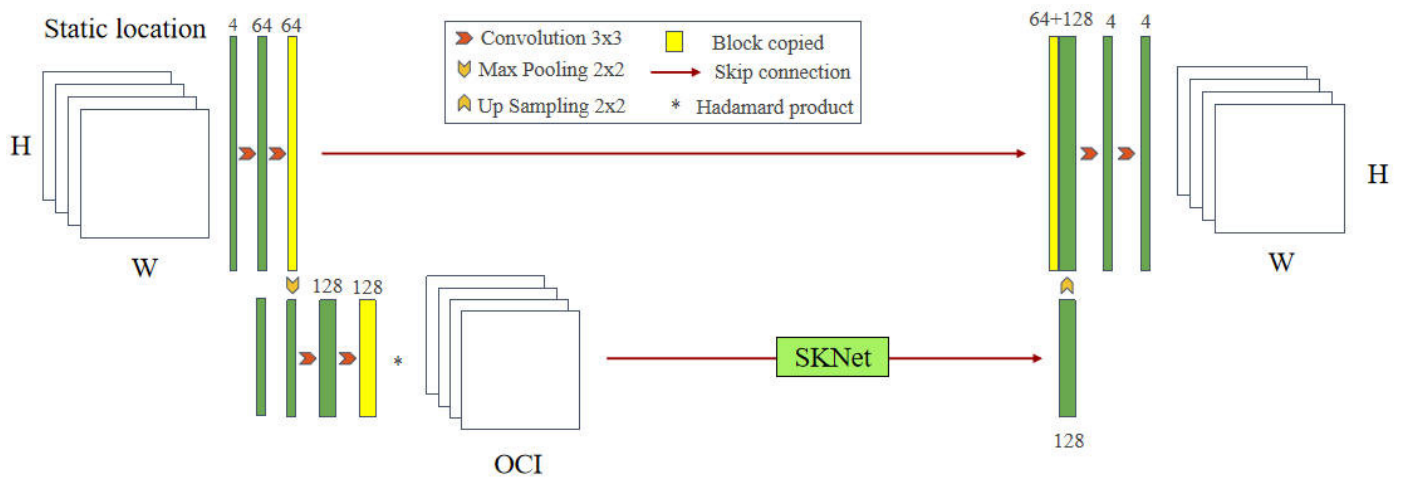 Static location
4 64 64
64+128 4 4
Convolution 3x3
Block copied
Max Pooling 2x2
Skip connection
Up Sampling 2x2
* Hadamard product
H
W
H
W
128 128
*
OCI
SKNet
128